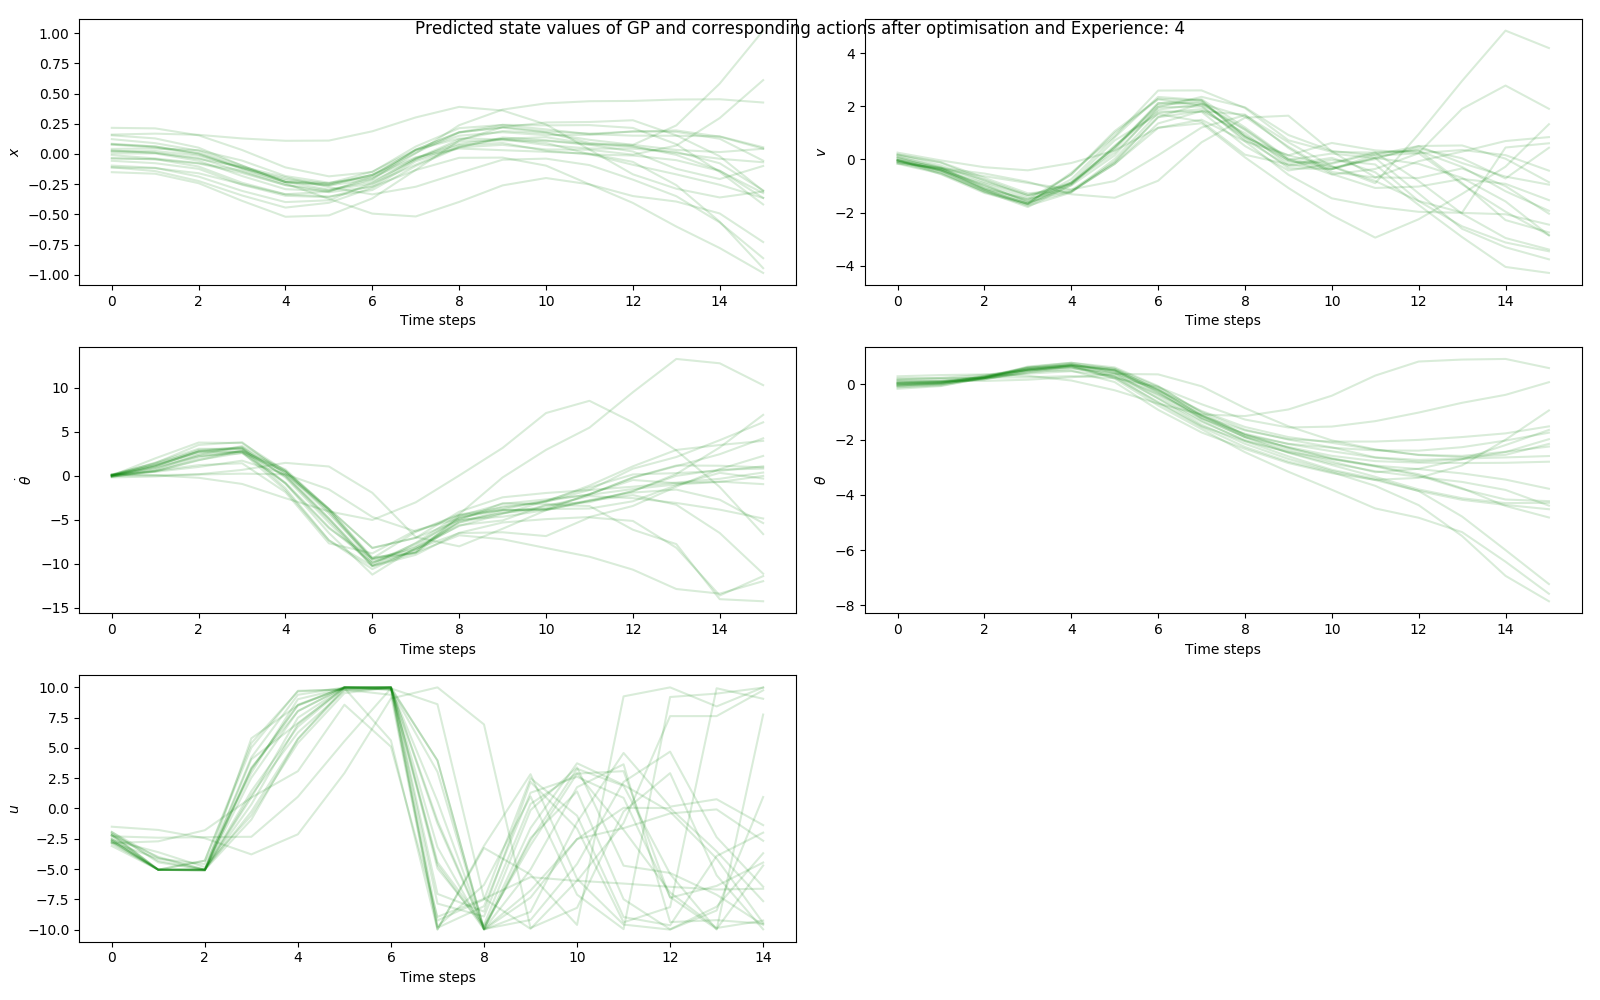 Predicted state values of GP and corresponding actions after optimisation and Experience: 4
1.00
0.75
0.50
0.25
0.00
−0.25
−0.50
−0.75
−1.00
x
0 2 4 6 8 10 12 14
Time steps
4
2
0
−2
−4
v
0 2 4 6 8 10 12 14
Time steps
10
5
0
−5
−10
−15
θ̇
0 2 4 6 8 10 12 14
Time steps
0
−2
−4
−6
−8
θ
0 2 4 6 8 10 12 14
Time steps
10.0
7.5
5.0
2.5
0.0
−2.5
−5.0
−7.5
−10.0
u
0 2 4 6 8 10 12 14
Time steps